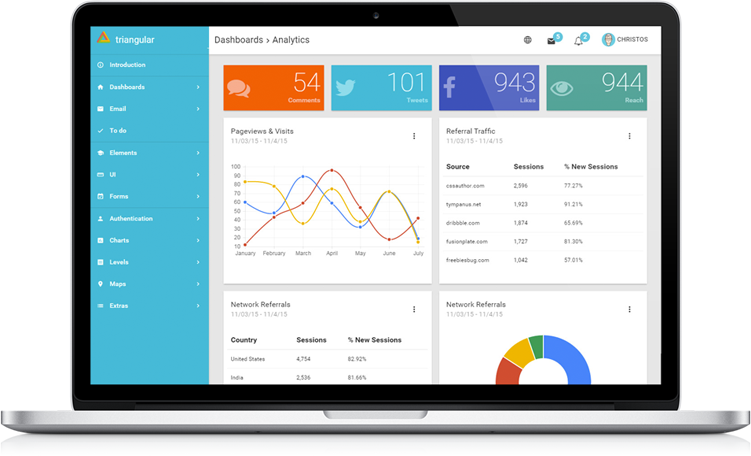 triangular
Dashboards > Analytics
5
2
CHRISTOS
Introduction
Dashboards
Email
To do
Elements
UI
Forms
Authentication
Charts
Levels
Maps
Extras
54
Comments
101
Tweets
943
Likes
944
Reach
Pageviews & Visits
11/03/15 - 11/4/15
100
90
80
70
60
50
40
30
20
10
January February March April May June July
Referral Traffic
11/03/15 - 11/4/15
Source Sessions % New Sessions
cssauthor.com 2,596 77.27%
tympanus.net 1,923 91.21%
dribbble.com 1,874 65.69%
fusionplate.com 1,727 81.30%
freebiesbug.com 1,042 57.01%
Network Referrals
11/03/15 - 11/4/15
Country Sessions % New Sessions
United States 4,754 82.92%
India 2,536 81.66%
Network Referrals
11/03/15 - 11/4/15